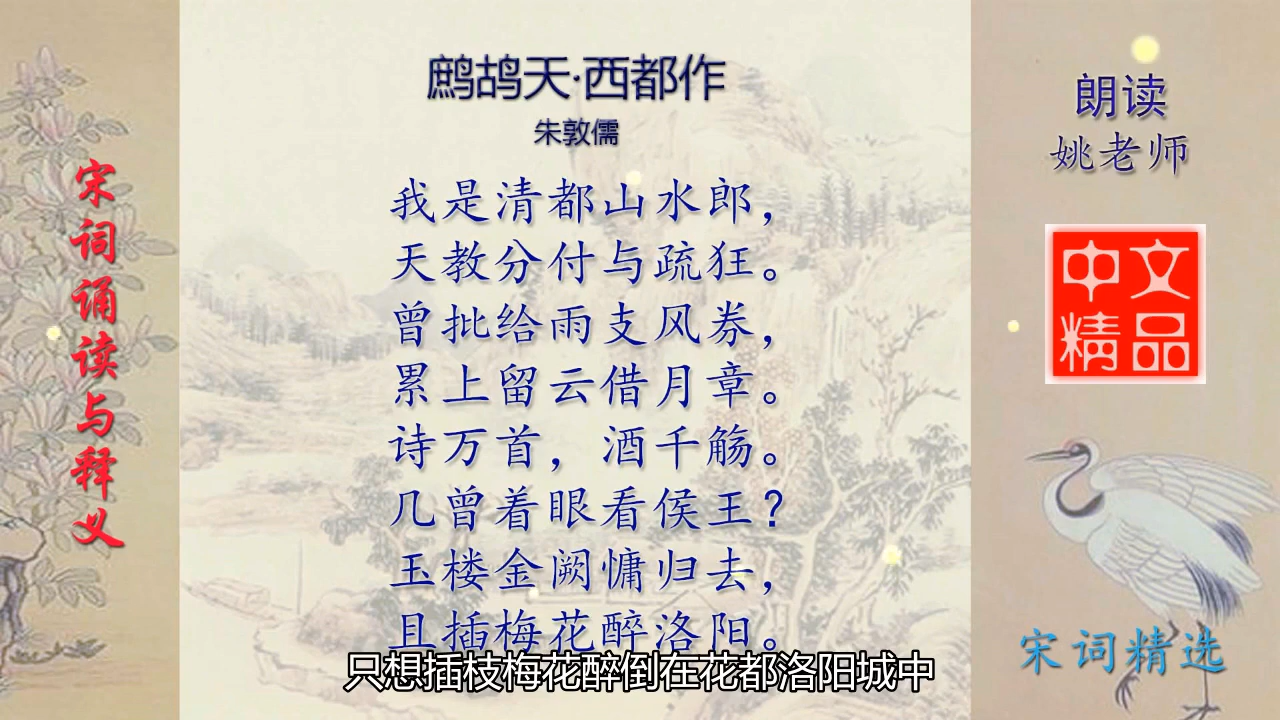 宋词诵读与释义
鹧鸪天·西都作
朱敦儒
我是清都山水郎，
天教分付与疏狂。
曾批给雨支风券，
累上留云借月章。
诗万首，酒千觞。
几曾着眼看侯王？
玉楼金阙慵归去，
且插梅花醉洛阳。
只想插枝梅花醉倒在花都洛阳城中
朗读
姚老师
中文
精品
宋词精选